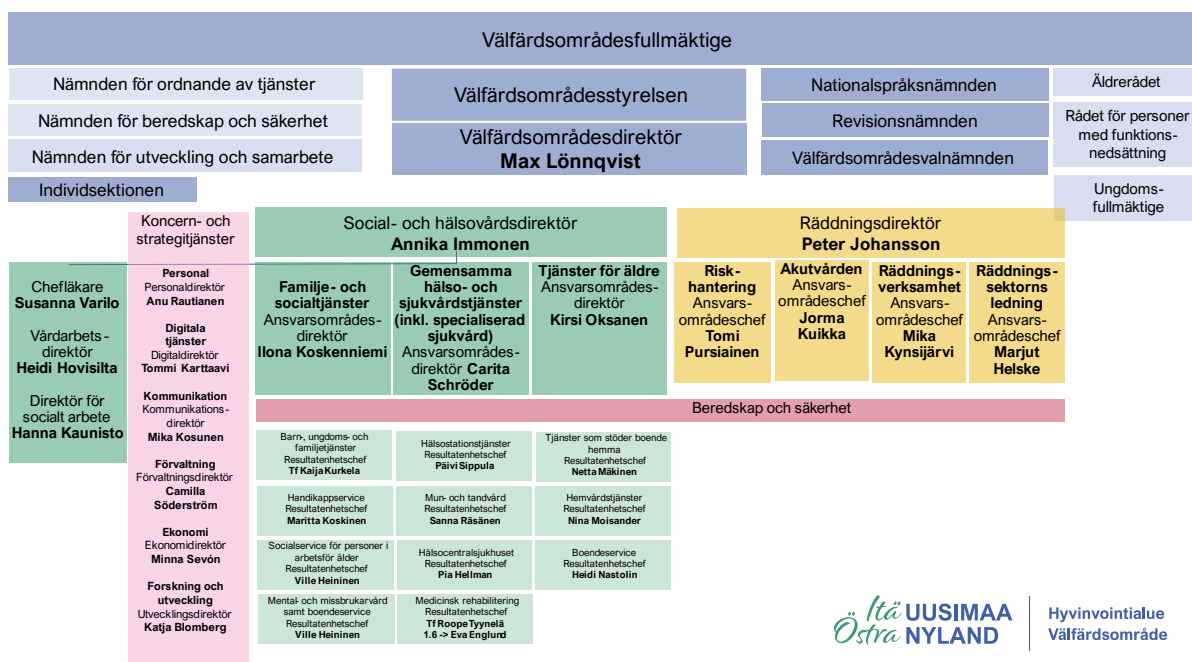 Välfärdsområdesfullmäktige
Nämnden för ordnande av tjänster
Nämnden för beredskap och säkerhet
Nämnden för utveckling och samarbete
Individsektionen
Välfärdsområdesstyrelsen
Välfärdsområdesdirektör
Max Lönnqvist
Nationalspråksnämnden
Revisionsnämnden
Välfärdsområdesvalnämnden
Äldrerådet
Rådet för personer
med funktions-
nedsättning
Ungdoms-
fullmäktige
Koncern- och
strategitjänster
Social- och hälsovårdsdirektör
Annika Immonen
Räddningsdirektör
Peter Johansson
Chefläkare
Susanna Varilo
Vårdarbets-
direktör
Heidi Hovisilta
Direktör för
socialt arbete
Hanna Kaunisto
Personal
Personaldirektör
Anu Rautianen
Digitala
tjänster
Digitaldirektör
Tommi Karttaavi
Kommunikation
Kommunikations-
direktör
Mika Kosunen
Förvaltning
Förvaltningsdirektör
Camilla
Söderström
Ekonomi
Ekonomidirektör
Minna Sevón
Forskning och
utveckling
Utvecklingsdirektör
Katja Blomberg
Familje- och
socialtjänster
Ansvarsområdes-
direktör
Ilona Koskenniemi
Gemensamma
hälso- och
sjukvårdstjänster
(inkl. specialiserad
sjukvård)
Ansvarsområdes-
direktör Carita
Schröder
Tjänster för äldre
Ansvarsområdes-
direktör
Kirsi Oksanen
Risk-
hantering
Ansvars-
områdeschef
Tomi
Pursiainen
Akutvården
Ansvars-
områdeschef
Jorma
Kuikka
Räddnings-
verksamhet
Ansvars-
områdeschef
Mika
Kynsijärvi
Räddnings-
sektorns
ledning
Ansvars-
områdeschef
Marjut
Helske
Beredskap och säkerhet
Barn-, ungdoms- och
familjetjänster
Resultatenhetschef
Tf Kaija Kurkela
Hälsostationstjänster
Resultatenhetschef
Päivi Sippula
Tjänster som stöder boende
hemma
Resultatenhetschef
Netta Mäkinen
Handikappservice
Resultatenhetschef
Maritta Koskinen
Mun- och tandvård
Resultatenhetschef
Sanna Räsänen
Hemvårdstjänster
Resultatenhetschef
Nina Moisander
Socialservice för personer i
arbetsför ålder
Resultatenhetschef
Ville Heininen
Hälsocentralsjukhuset
Resultatenhetschef
Pia Hellman
Boendeservice
Resultatenhetschef
Heidi Nastolin
Mental- och missbrukarvård
samt boendeservice
Resultatenhetschef
Ville Heininen
Medicinsk rehabilitering
Resultatenhetschef
Tf Roope Tyynelä
1.6 -> Eva Englund
Itä UUSIMAA
Östra NYLAND
Hyvinvointialue
Välfärdsområde